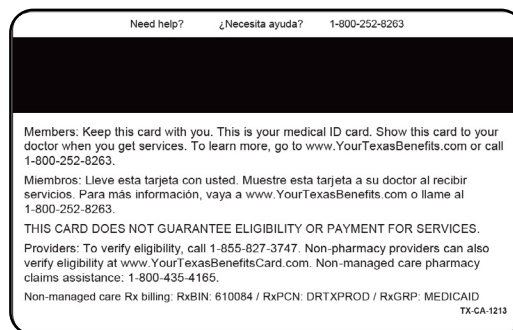 Need help? ¿Necesita ayuda? 1-800-252-8263
Members: Keep this card with you. This is your medical ID card. Show this card to your
doctor when you get services. To learn more, go to www.YourTexasBenefits.com or call
1-800-252-8263.
Miembros: Lleve esta tarjeta con usted. Muestre esta tarjeta a su doctor al recibir
servicios. Para más información, vaya a www.YourTexasBenefits.com o llame al
1-800-252-8263.
THIS CARD DOES NOT GUARANTEE ELIGIBILITY OR PAYMENT FOR SERVICES.
Providers: To verify eligibility, call 1-855-827-3747. Non-pharmacy providers can also
verify eligibility at www.YourTexasBenefitsCard.com. Non-managed care pharmacy
claims assistance: 1-800-435-4165.
Non-managed care Rx billing: RxBIN: 610084 / RxPCN: DRTXPROD / RxGRP: MEDICAID
TX-CA-1213